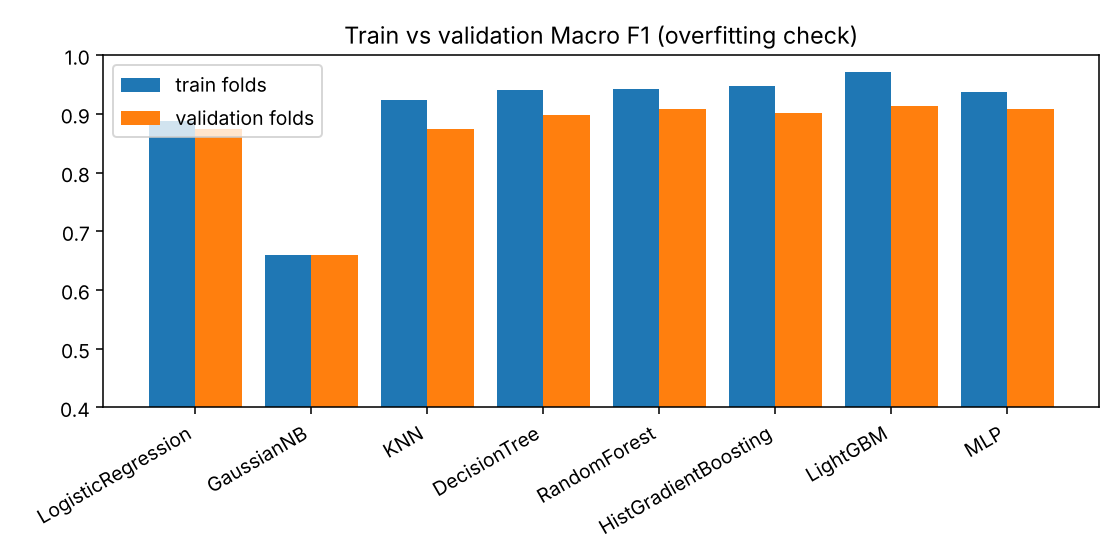 Train vs validation Macro F1 (overfitting check)
1.0
0.9
0.8
0.7
0.6
0.5
0.4
train folds
validation folds
LogisticRegression
GaussianNB
KNN
DecisionTree
RandomForest
HistGradientBoosting
LightGBM
MLP